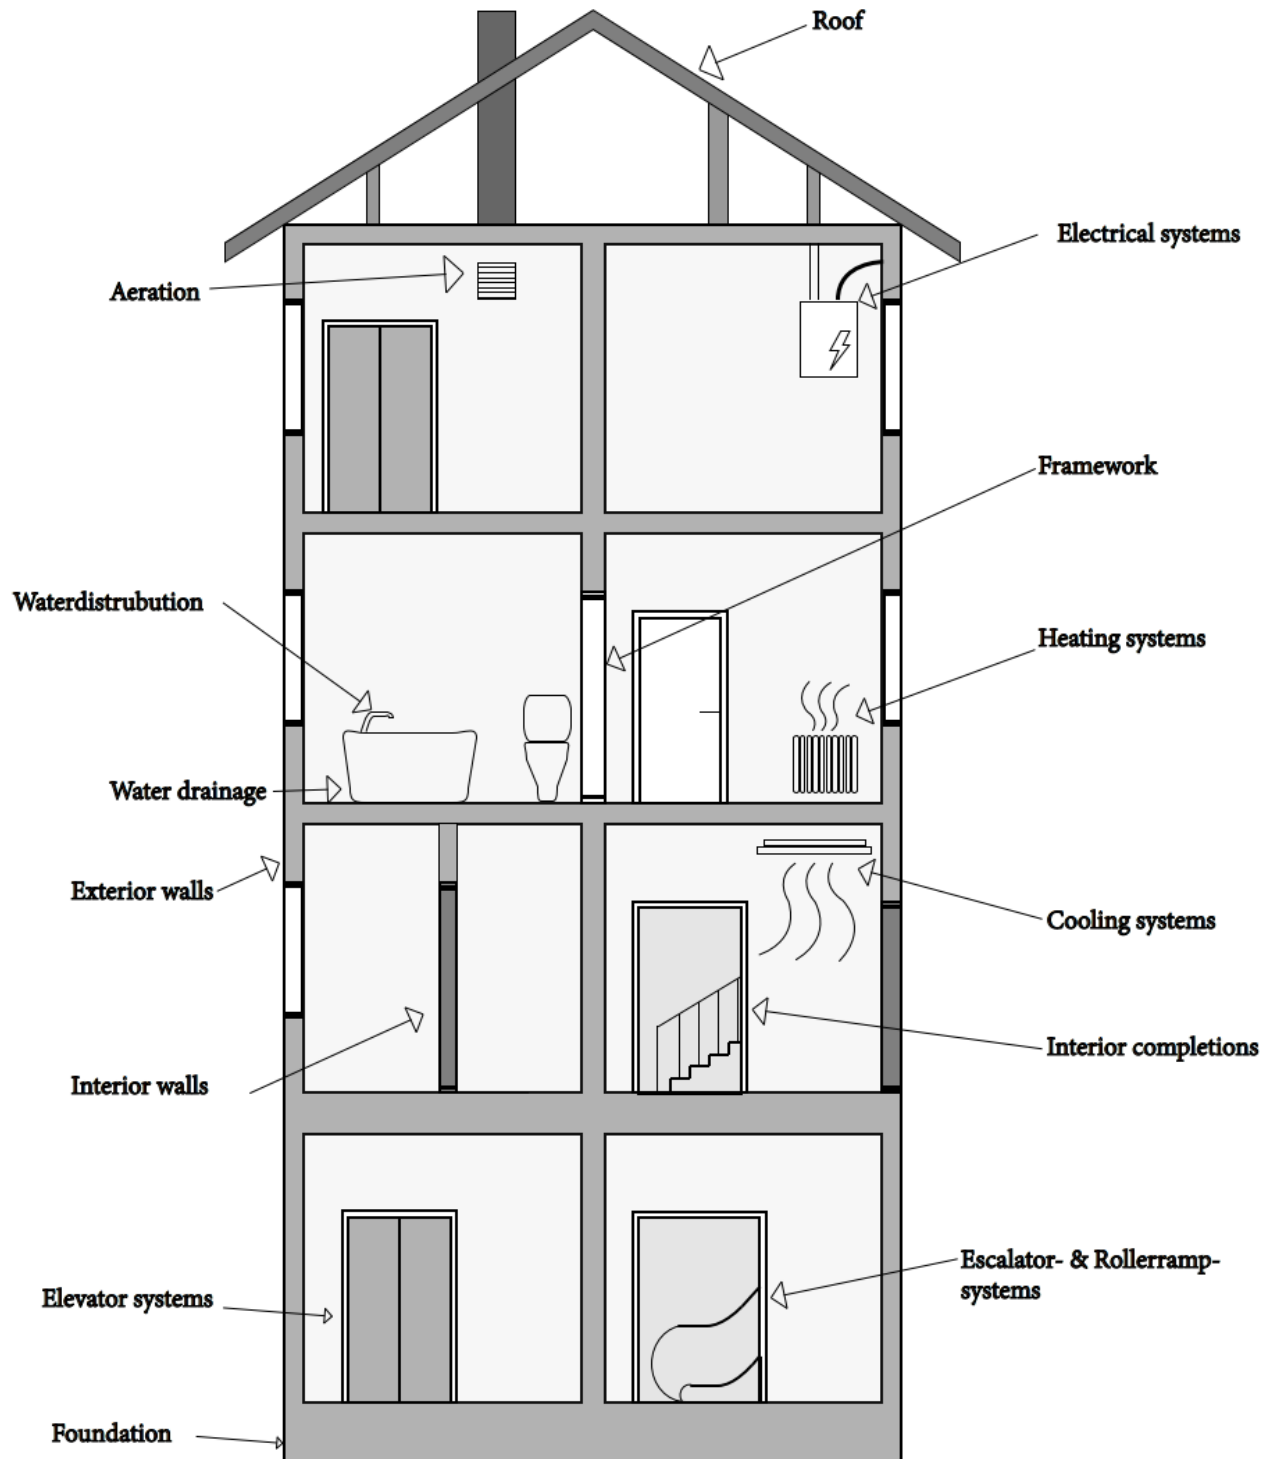 Roof
Electrical systems
Aeration
Framework
Waterdistrubution
Heating systems
Water drainage
Exterior walls
Cooling systems
Interior completions
Interior walls
Escalator- & Rollerramp-
systems
Elevator systems
Foundation